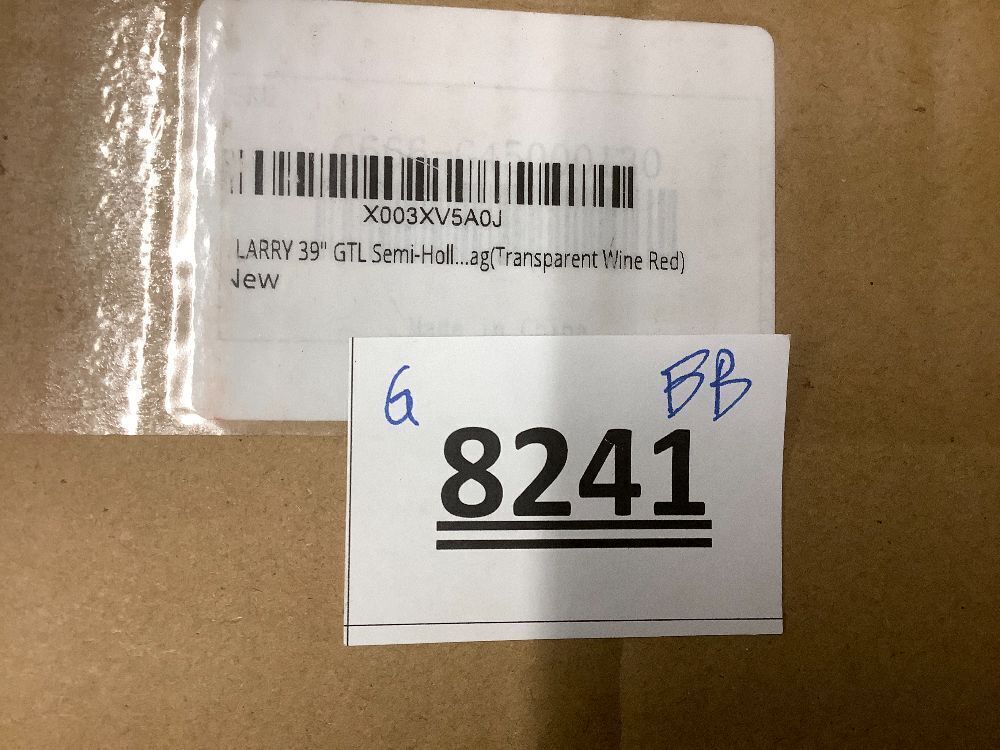 X003XV5A0J
LARRY 39" GTL Semi-Holl...ag(Transparent Wine Red)
New
G BB
8241